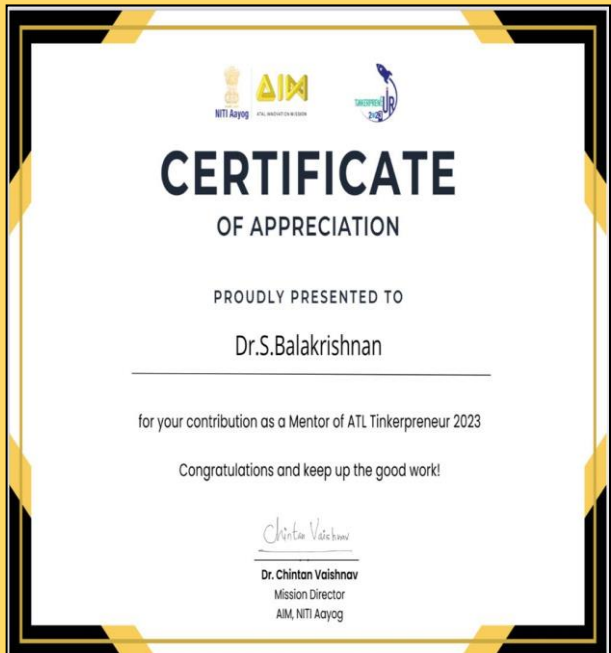 NITI Aayog
AIM
ATAL INNOVATION MISSION
TINKERPRENEUR
2023
CERTIFICATE
OF APPRECIATION
PROUDLY PRESENTED TO
Dr.S.Balakrishnan
for your contribution as a Mentor of ATL Tinkerpreneur 2023
Congratulations and keep up the good work!
Chintan Vaishnav
Dr. Chintan Vaishnav
Mission Director
AIM, NITI Aayog